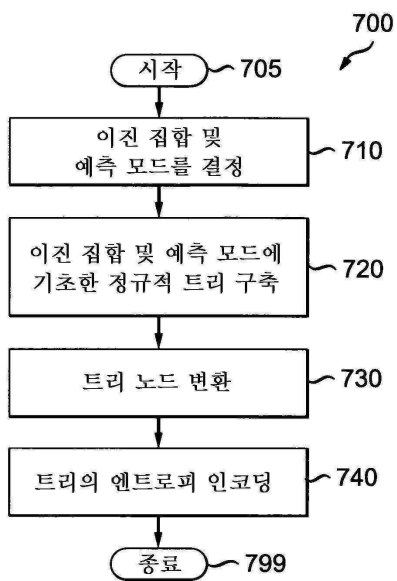 700
시작 705
이진 집합 및
예측 모드를 결정
710
이진 집합 및 예측 모드에
기초한 정규적 트리 구축
720
트리 노드 변환
730
트리의 엔트로피 인코딩
740
종료 799